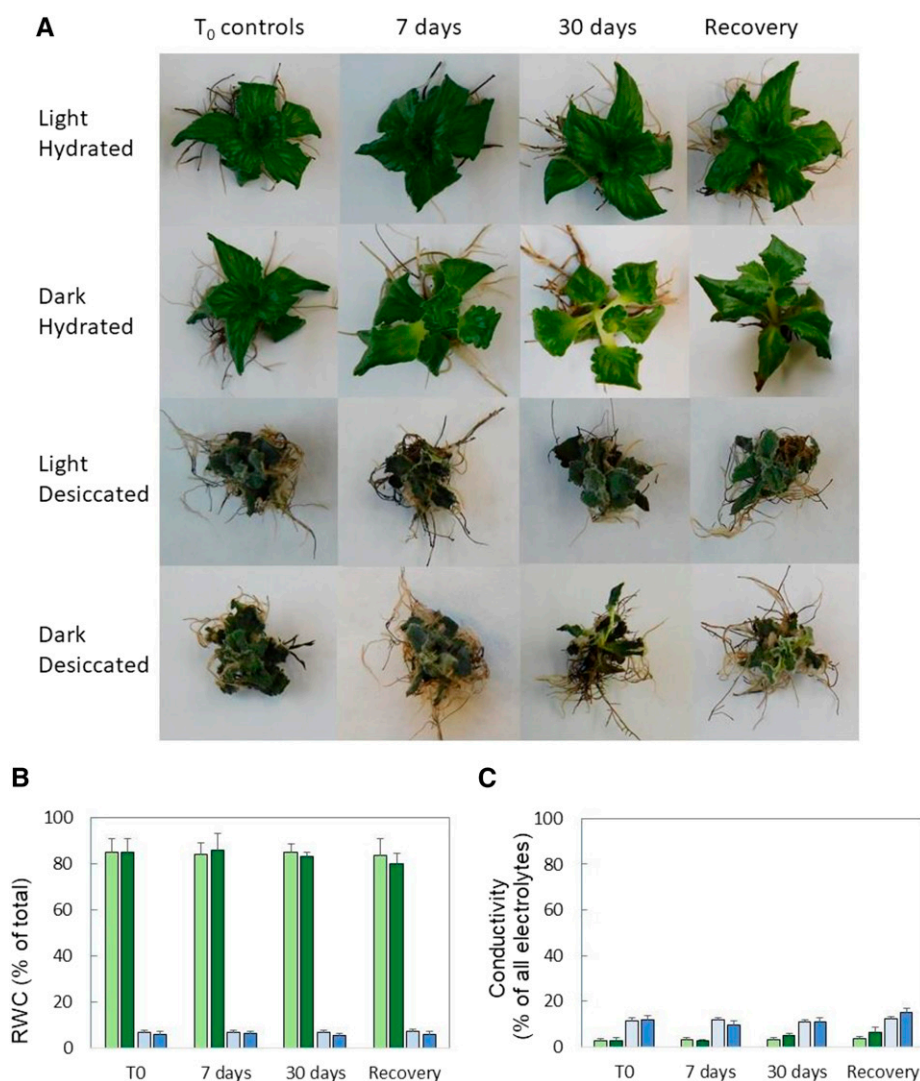 A
T₀ controls 7 days 30 days Recovery
Light
Hydrated
Dark
Hydrated
Light
Desiccated
Dark
Desiccated
B
RWC (% of total)
100
80
60
40
20
0
T0 7 days 30 days Recovery
C
Conductivity
(% of all electrolytes)
100
80
60
40
20
0
T0 7 days 30 days Recovery